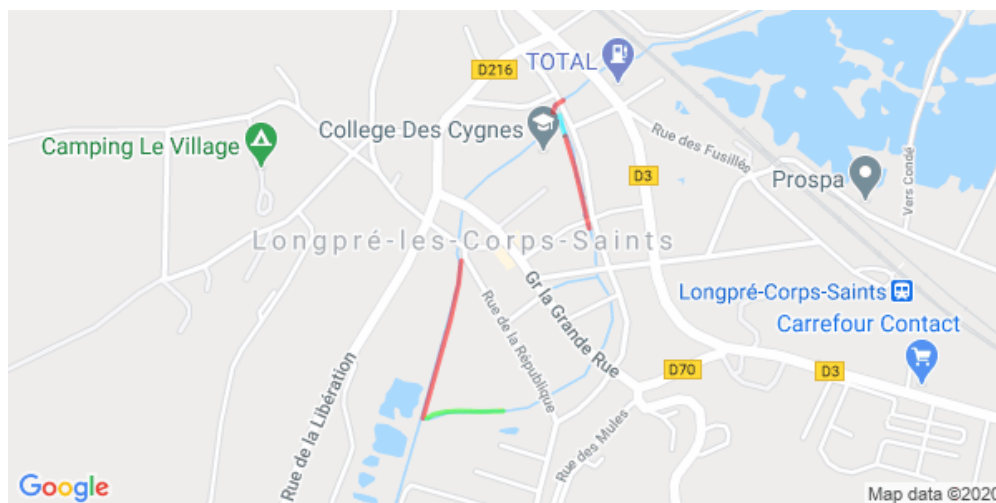 TOTAL
D216
College Des Cygnes
Camping Le Village
Rue des Fusillés
D3
Prospa
Vers Condé
Longpré-les-Corps-Saints
Gr la Grande Rue
Longpré-Corps-Saints
Carrefour Contact
Rue de la République
Rue de la Libération
D70
D3
Rue des Mules
Google
Map data ©2020